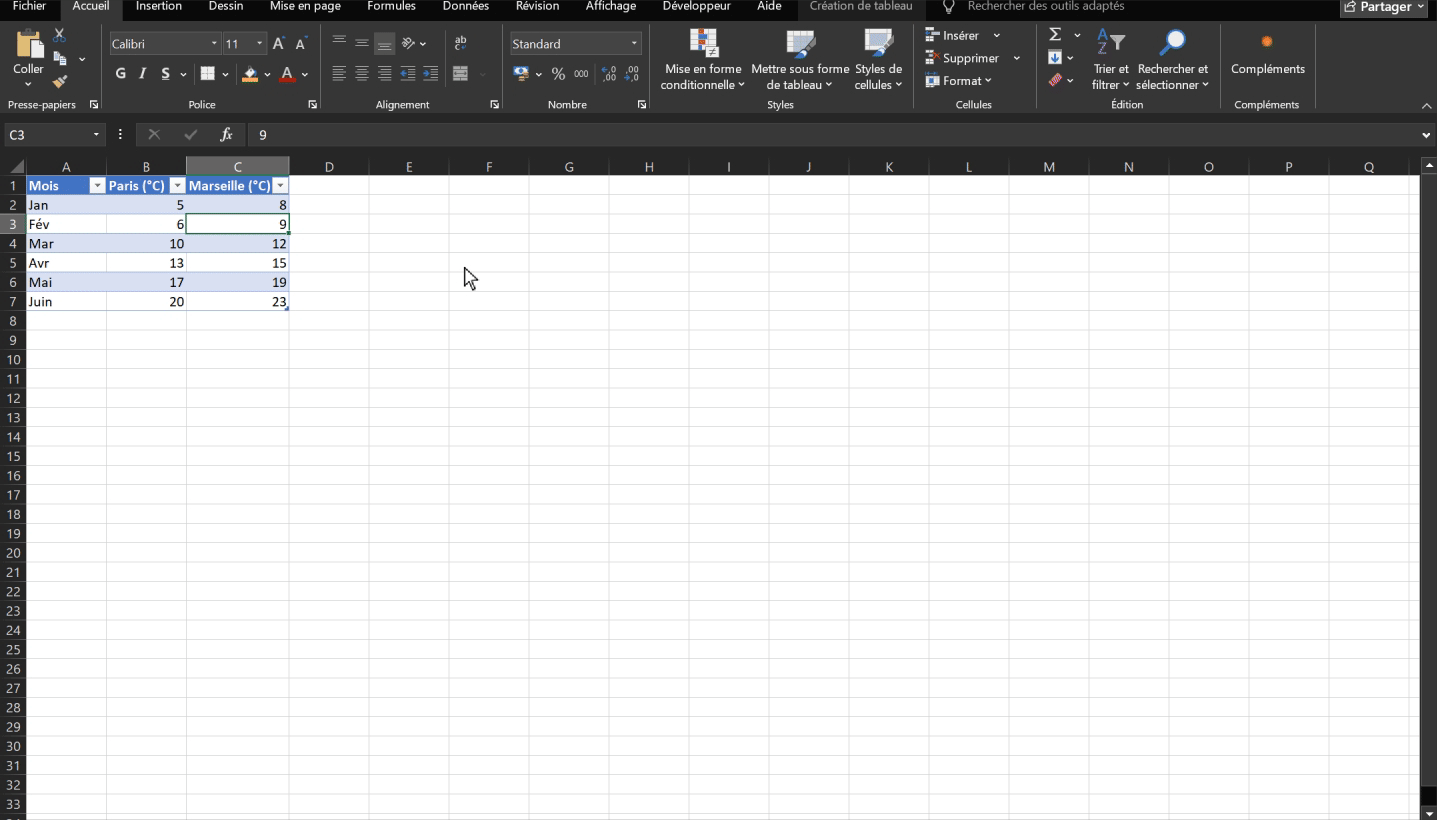 Fichier Accueil Insertion Dessin Mise en page Formules Données Révision Affichage Développeur Aide Création de tableau Rechercher des outils adaptés Partager
Coller
Calibri 11 A A
G I S A
ab
c
Standard
% 000 ,00 ,00
Mise en forme conditionnelle
Mettre sous forme de tableau
Styles de cellules
Insérer
Supprimer
Format
Σ
Trier et filtrer
Rechercher et sélectionner
Compléments
Presse-papiers Police Alignement Nombre Styles Cellules Édition Compléments
C3 fx 9
A B C D E F G H I J K L M N O P Q
1 Mois Paris (°C) Marseille (°C)
2 Jan 5 8
3 Fév 6 9
4 Mar 10 12
5 Avr 13 15
6 Mai 17 19
7 Juin 20 23
8
9
10
11
12
13
14
15
16
17
18
19
20
21
22
23
24
25
26
27
28
29
30
31
32
33